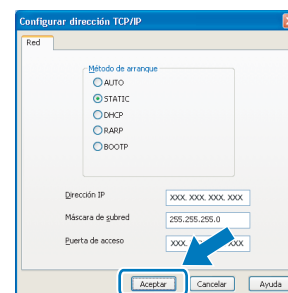 Configurar dirección TCP/IP
Red
Método de arranque
AUTO
STATIC
DHCP
RARP
BOOTP
Dirección IP XXX. XXX. XXX. XXX
Máscara de subred 255.255.255.0
Puerta de acceso XXX. XX
Aceptar Cancelar Ayuda